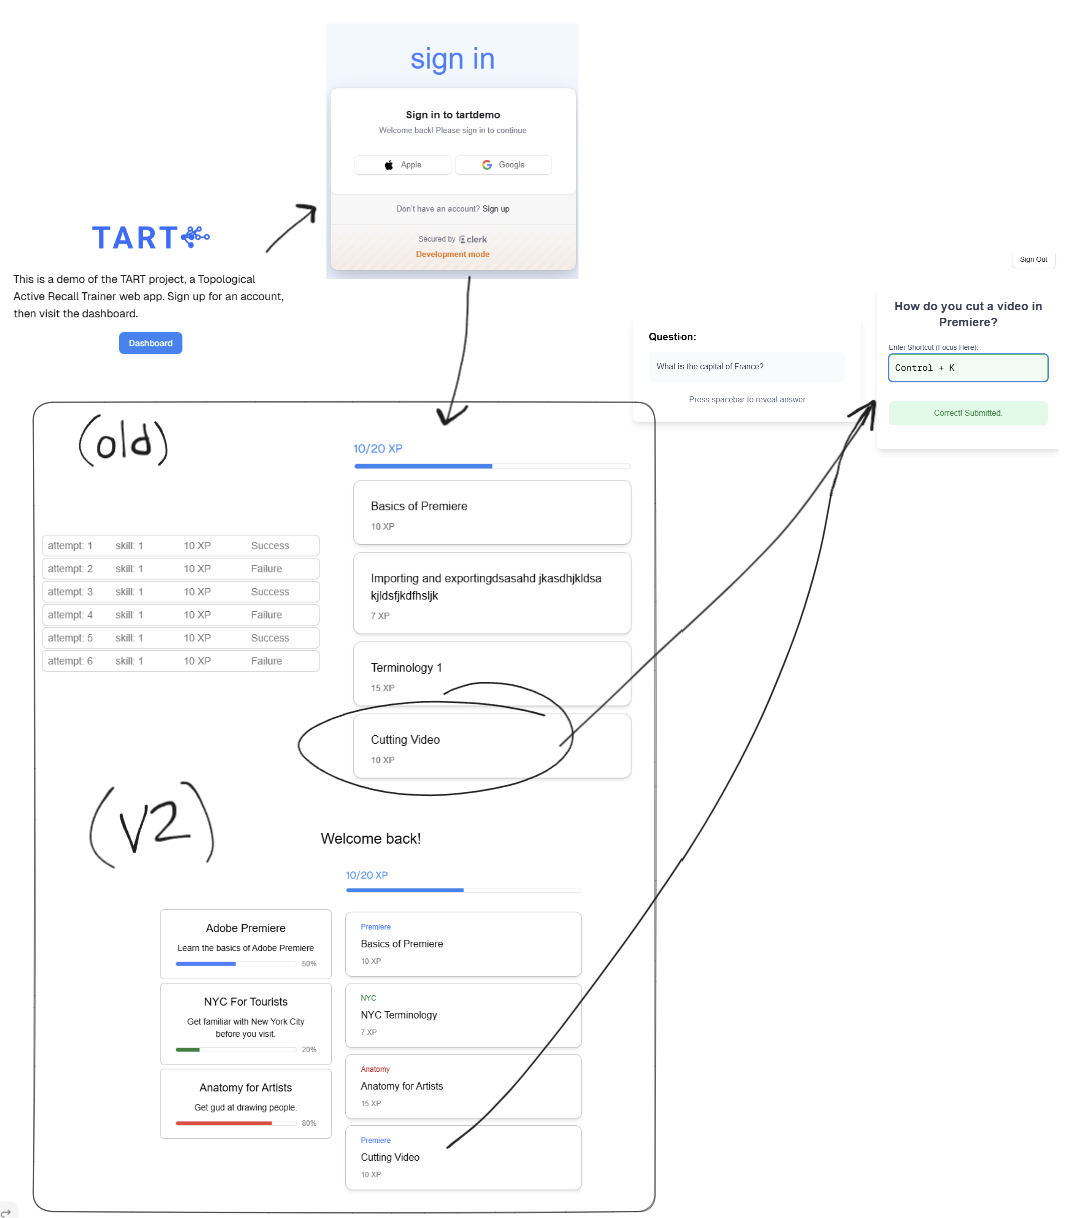 sign in
Sign in to tartdemo
Welcome back! Please sign in to continue
Apple
Google
Don't have an account? Sign up
Secured by clerk
Development mode
TART
This is a demo of the TART project, a Topological
Active Recall Trainer web app. Sign up for an account,
then visit the dashboard.
Dashboard
Sign Out
Question:
What is the capital of France?
Press spacebar to reveal answer
How do you cut a video in
Premiere?
Enter Shortcut (Focus Here):
Control + K
Correct! Submitted.
(old)
attempt: 1 skill: 1 10 XP Success
attempt: 2 skill: 1 10 XP Failure
attempt: 3 skill: 1 10 XP Success
attempt: 4 skill: 1 10 XP Failure
attempt: 5 skill: 1 10 XP Success
attempt: 6 skill: 1 10 XP Failure
10/20 XP
Basics of Premiere
10 XP
Importing and exportingdsasahd jkasdhjkldsa
kjldsfjkdfhsljk
7 XP
Terminology 1
15 XP
Cutting Video
10 XP
(v2)
Welcome back!
10/20 XP
Adobe Premiere
Learn the basics of Adobe Premiere
50%
NYC For Tourists
Get familiar with New York City
before you visit.
20%
Anatomy for Artists
Get gud at drawing people.
80%
Premiere
Basics of Premiere
10 XP
NYC
NYC Terminology
7 XP
Anatomy
Anatomy for Artists
15 XP
Premiere
Cutting Video
10 XP